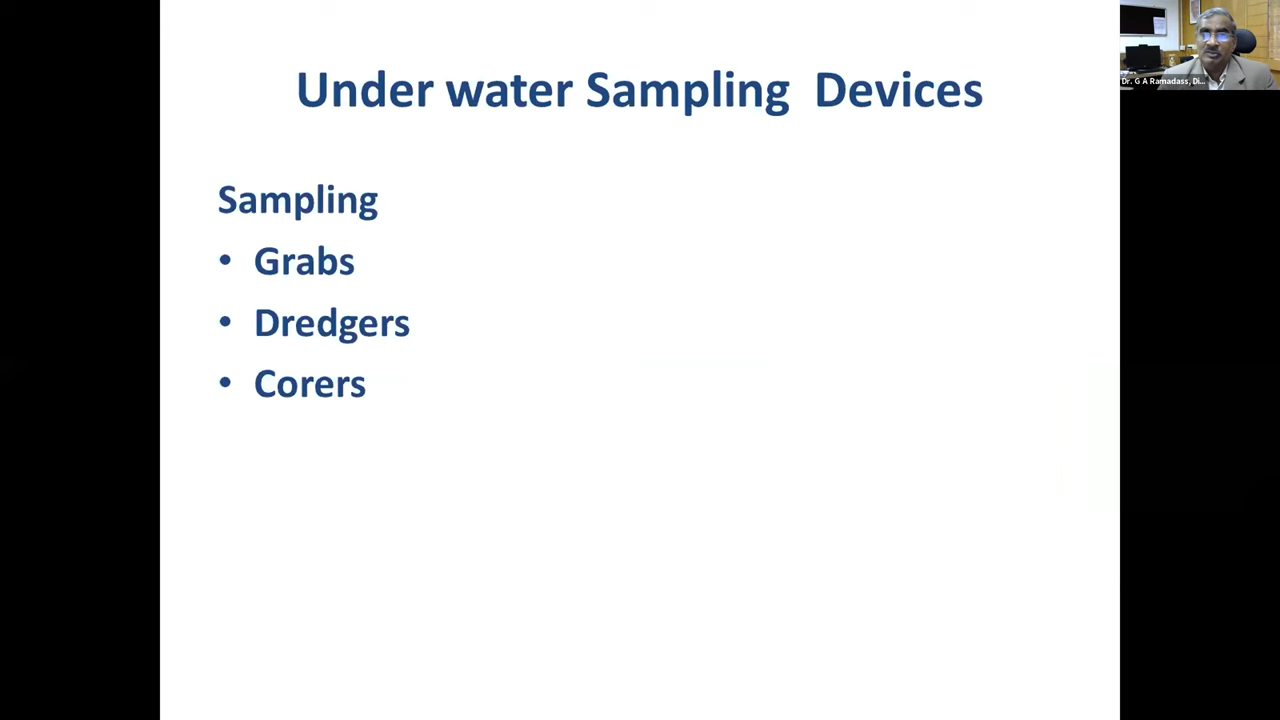 Under water Sampling Devices
Sampling
• Grabs
• Dredgers
• Corers
Dr. G A Ramadass, Di...